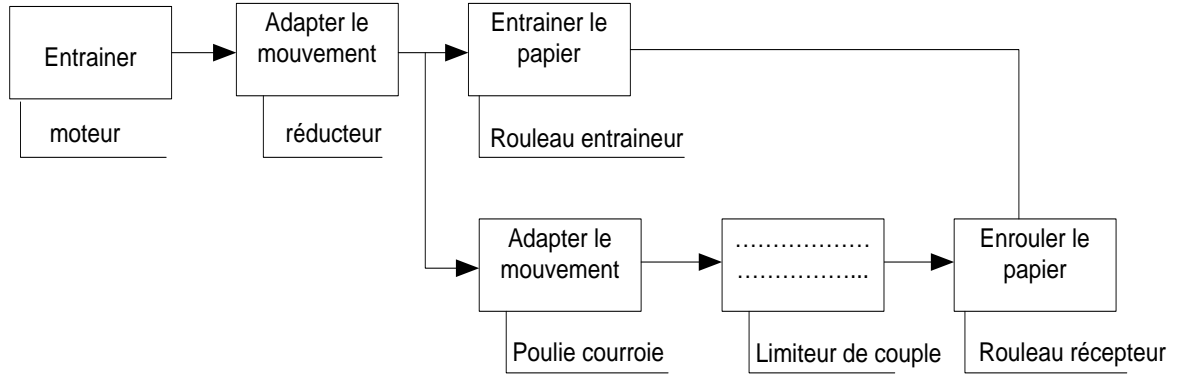 Entrainer
moteur
Adapter le
mouvement
réducteur
Entrainer le
papier
Rouleau entraineur
Adapter le
mouvement
Poulie courroie
………………
……………...
Limiteur de couple
Enrouler le
papier
Rouleau récepteur